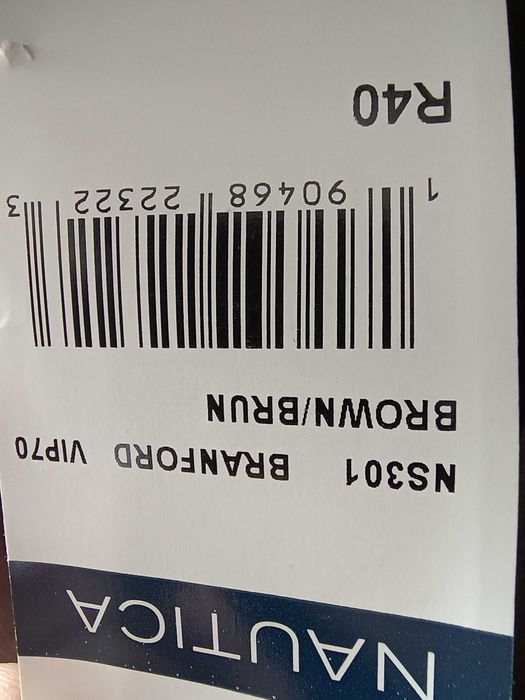 NAUTICA
NS301 BRANFORD VIP70
BROWN/BRUN
1 90468 22322 3
R40